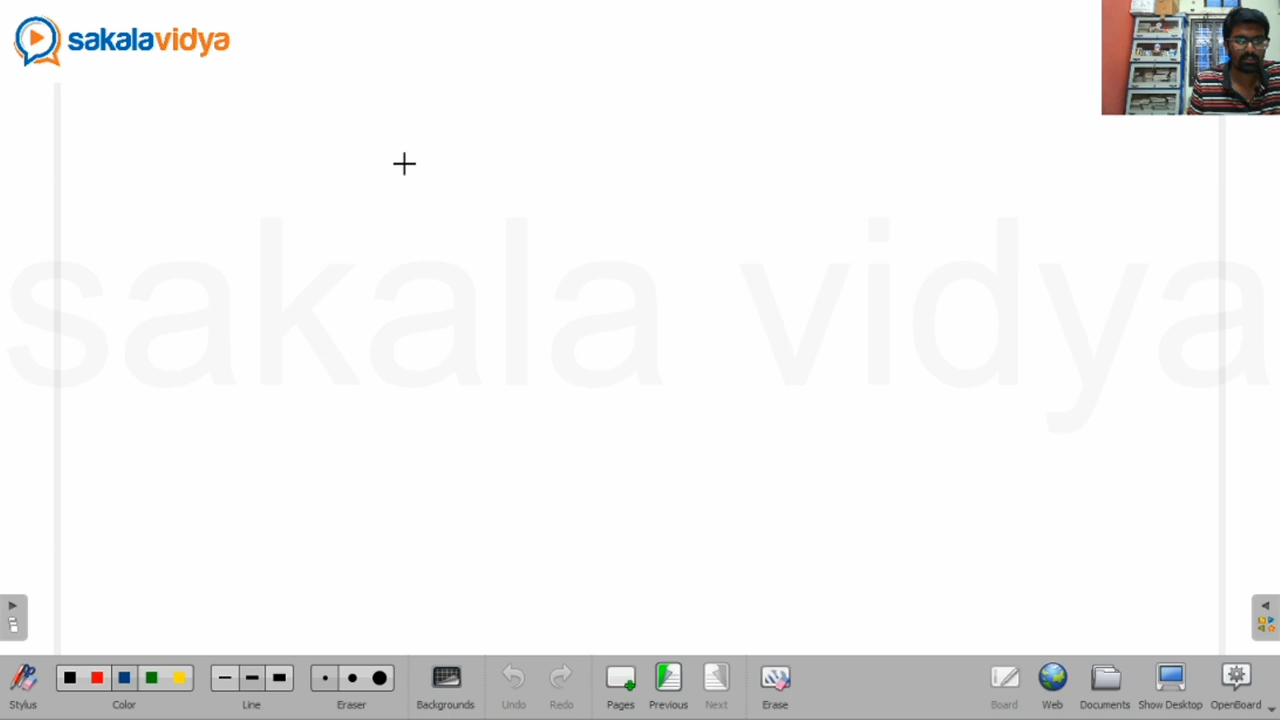 sakalavidya
sakala vidya
Stylus
Color
Line
Eraser
Backgrounds
Undo
Redo
Pages
Previous
Next
Erase
Board
Web
Documents
Show Desktop
OpenBoard